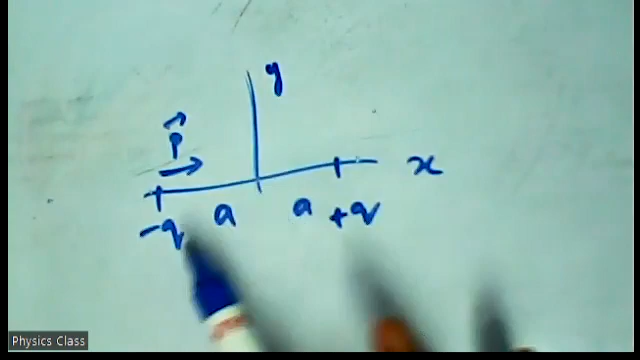 y
p⃗
x
-q a a +q
Physics Class